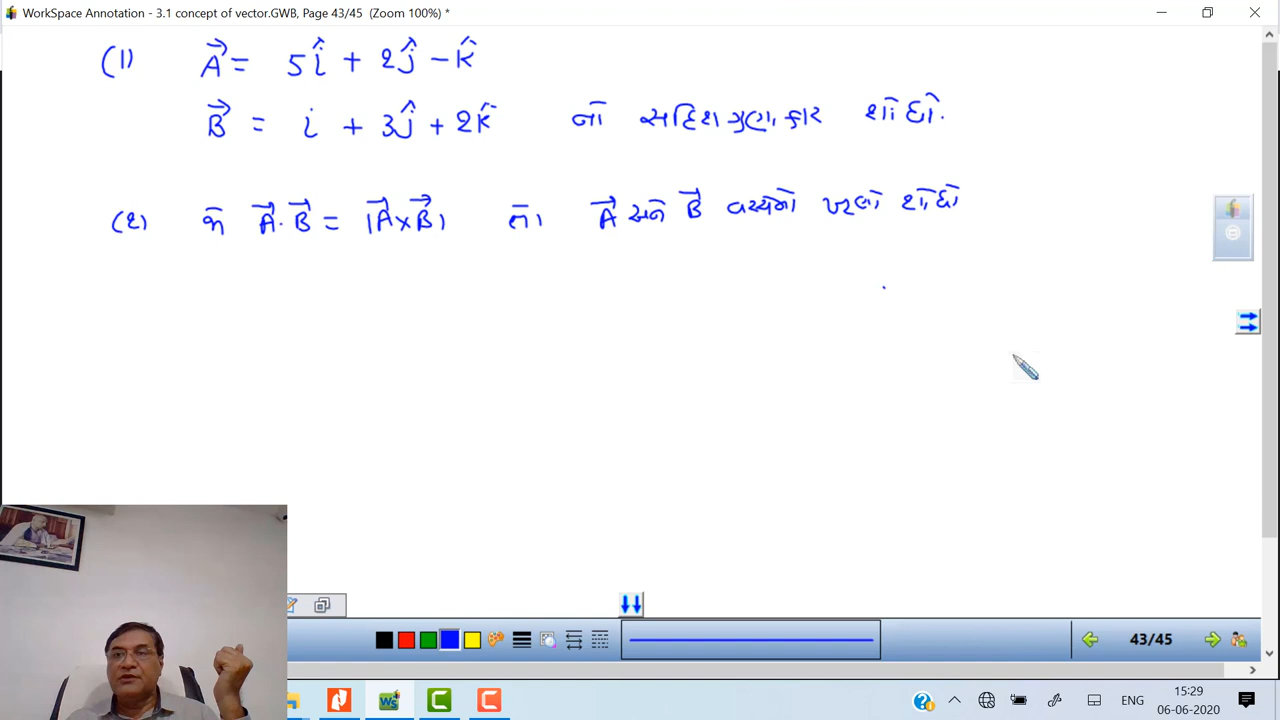 WorkSpace Annotation - 3.1 concept of vector.GWB, Page 43/45 (Zoom 100%) *
(1) A⃗ = 5î + 2ĵ - k̂
B⃗ = i + 3ĵ + 2k̂ નો સદિશ ગુણાકાર શોધો.
(૨) જો A⃗ · B⃗ = |A⃗ × B⃗| તો A⃗ અને B⃗ વચ્ચેનો ખૂણો શોધો
43/45
ENG
15:29
06-06-2020